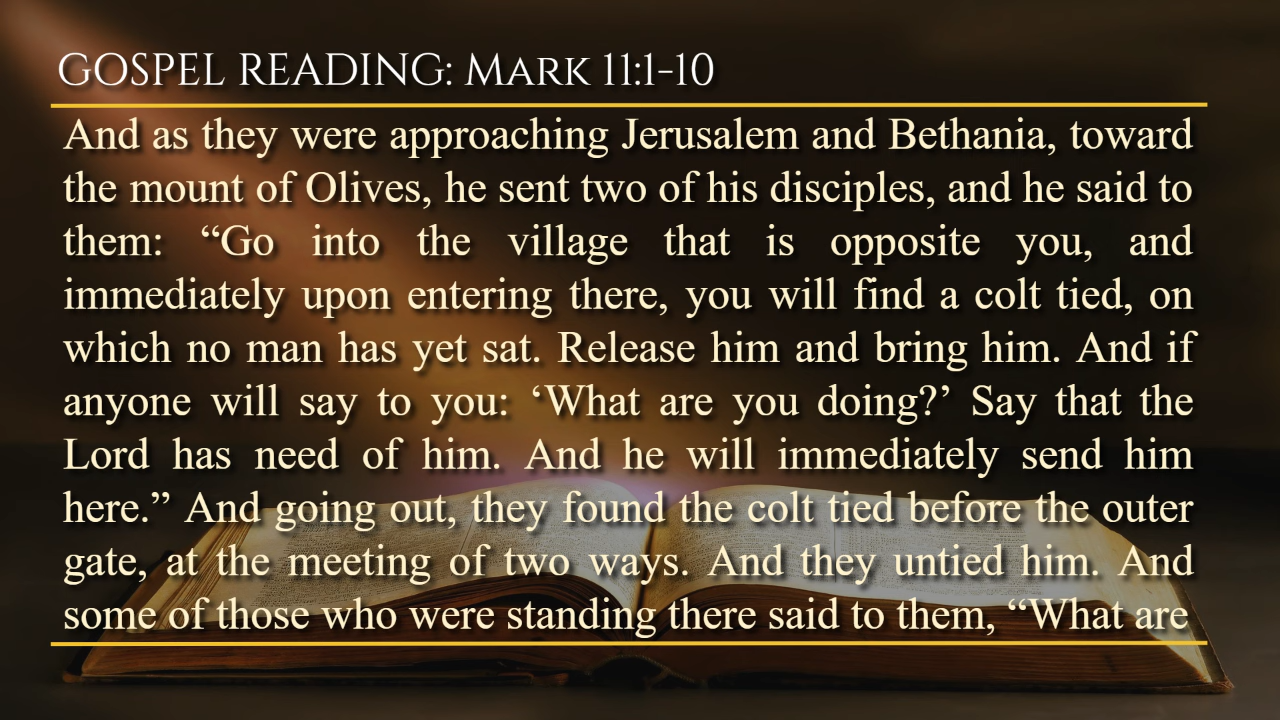 GOSPEL READING: MARK 11:1-10
And as they were approaching Jerusalem and Bethania, toward
the mount of Olives, he sent two of his disciples, and he said to
them: “Go into the village that is opposite you, and
immediately upon entering there, you will find a colt tied, on
which no man has yet sat. Release him and bring him. And if
anyone will say to you: ‘What are you doing?’ Say that the
Lord has need of him. And he will immediately send him
here.” And going out, they found the colt tied before the outer
gate, at the meeting of two ways. And they untied him. And
some of those who were standing there said to them, “What are